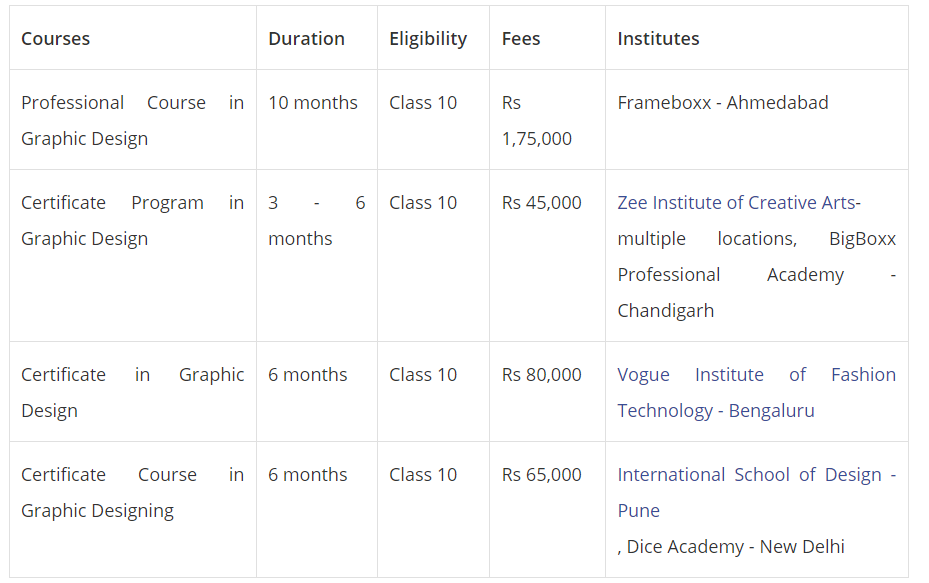 Courses Duration Eligibility Fees Institutes
Professional Course in 10 months Class 10 Rs Frameboxx - Ahmedabad
Graphic Design 1,75,000
Certificate Program in 3 - 6 Class 10 Rs 45,000 Zee Institute of Creative Arts-
Graphic Design months multiple locations, BigBoxx
Professional Academy -
Chandigarh
Certificate in Graphic 6 months Class 10 Rs 80,000 Vogue Institute of Fashion
Design Technology - Bengaluru
Certificate Course in 6 months Class 10 Rs 65,000 International School of Design -
Graphic Designing Pune
, Dice Academy - New Delhi